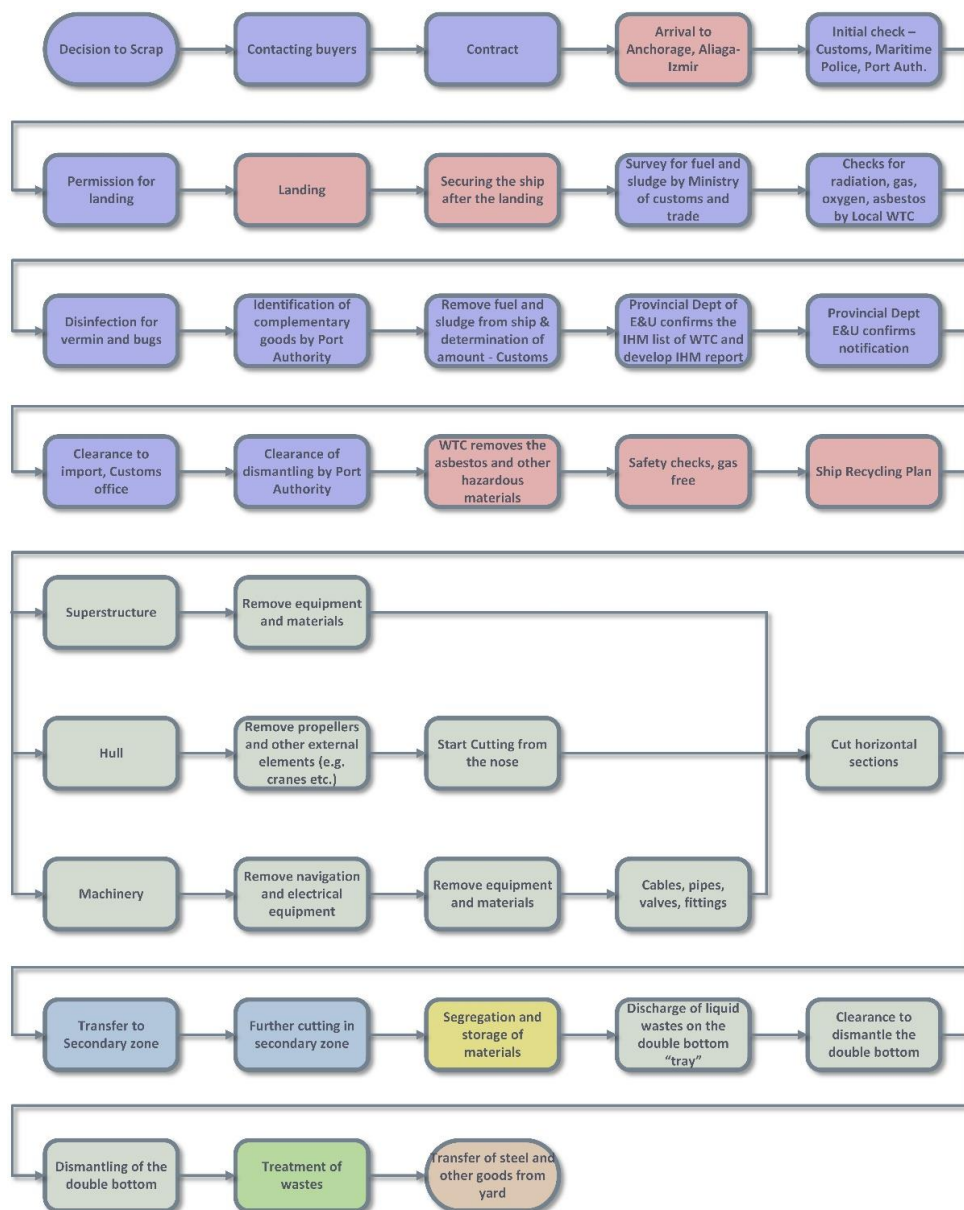 Decision to Scrap
Contacting buyers
Contract
Arrival to
Anchorage, Aliaga-
Izmir
Initial check –
Customs, Maritime
Police, Port Auth.
Permission for
landing
Landing
Securing the ship
after the landing
Survey for fuel and
sludge by Ministry
of customs and
trade
Checks for
radiation, gas,
oxygen, asbestos
by Local WTC
Disinfection for
vermin and bugs
Identification of
complementary
goods by Port
Authority
Remove fuel and
sludge from ship &
determination of
amount - Customs
Provincial Dept of
E&U confirms the
IHM list of WTC and
develop IHM report
Provincial Dept
E&U confirms
notification
Clearance to
import, Customs
office
Clearance of
dismantling by Port
Authority
WTC removes the
asbestos and other
hazardous
materials
Safety checks, gas
free
Ship Recycling Plan
Superstructure
Remove equipment
and materials
Hull
Remove propellers
and other external
elements (e.g.
cranes etc.)
Start Cutting from
the nose
Cut horizontal
sections
Machinery
Remove navigation
and electrical
equipment
Remove equipment
and materials
Cables, pipes,
valves, fittings
Transfer to
Secondary zone
Further cutting in
secondary zone
Segregation and
storage of
materials
Discharge of liquid
wastes on the
double bottom
“tray”
Clearance to
dismantle the
double bottom
Dismantling of the
double bottom
Treatment of
wastes
Transfer of steel and
other goods from
yard